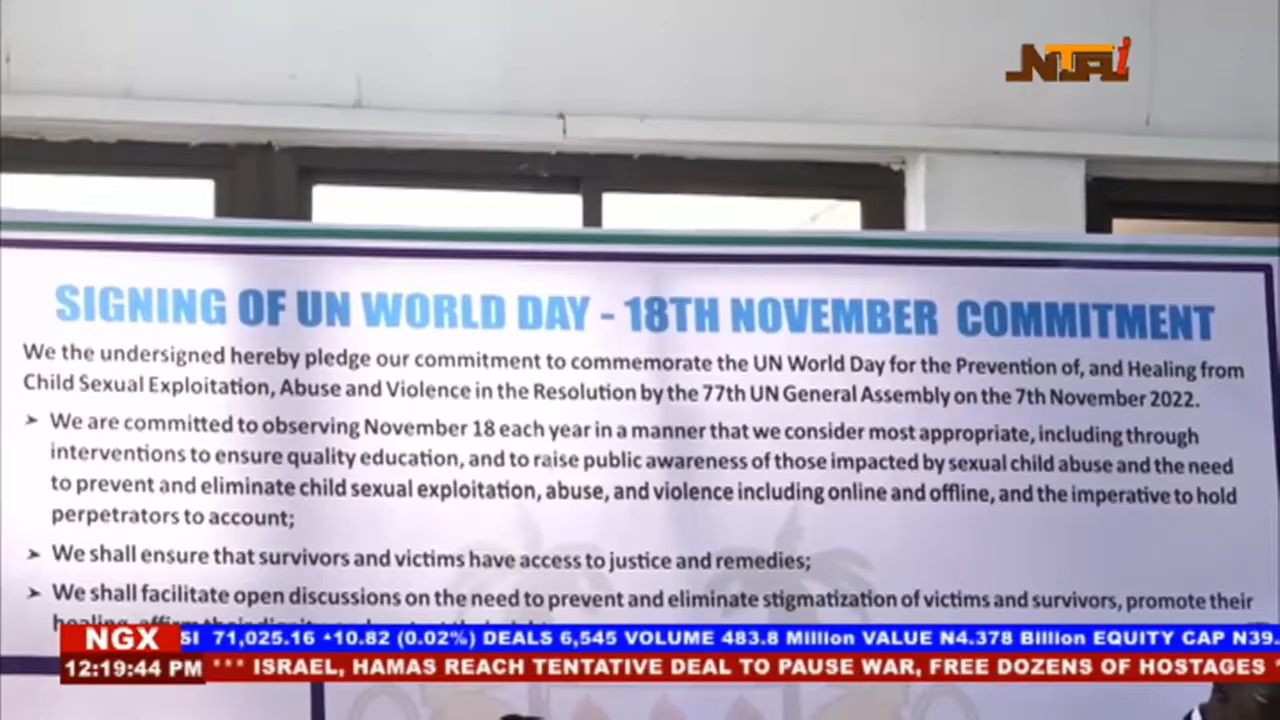 NTAi
SIGNING OF UN WORLD DAY - 18TH NOVEMBER COMMITMENT
We the undersigned hereby pledge our commitment to commemorate the UN World Day for the Prevention of, and Healing from
Child Sexual Exploitation, Abuse and Violence in the Resolution by the 77th UN General Assembly on the 7th November 2022.
➤ We are committed to observing November 18 each year in a manner that we consider most appropriate, including through
interventions to ensure quality education, and to raise public awareness of those impacted by sexual child abuse and the need
to prevent and eliminate child sexual exploitation, abuse, and violence including online and offline, and the imperative to hold
perpetrators to account;
➤ We shall ensure that survivors and victims have access to justice and remedies;
➤ We shall facilitate open discussions on the need to prevent and eliminate stigmatization of victims and survivors, promote their
NGX SI 71,025.16 ▲10.82 (0.02%) DEALS 6,545 VOLUME 483.8 Million VALUE N4.378 Billion EQUITY CAP N39.
12:19:44 PM *** ISRAEL, HAMAS REACH TENTATIVE DEAL TO PAUSE WAR, FREE DOZENS OF HOSTAGES